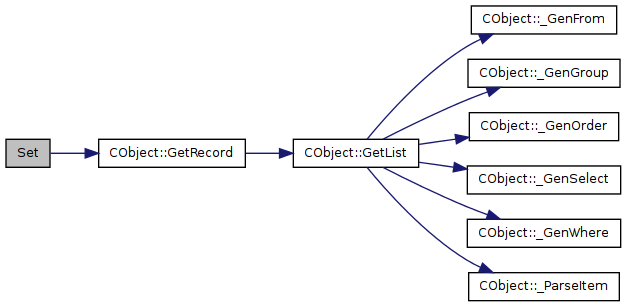 Set
CObject::GetRecord
CObject::GetList
CObject::_GenFrom
CObject::_GenGroup
CObject::_GenOrder
CObject::_GenSelect
CObject::_GenWhere
CObject::_ParseItem